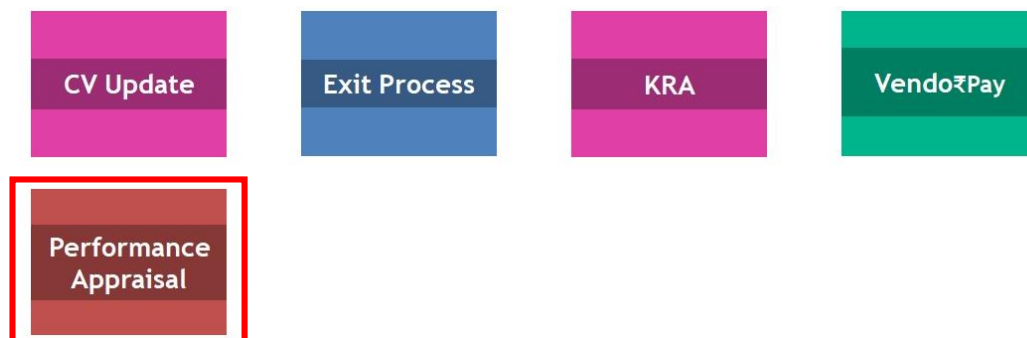 CV Update
Exit Process
KRA
Vendo₹Pay
Performance
Appraisal